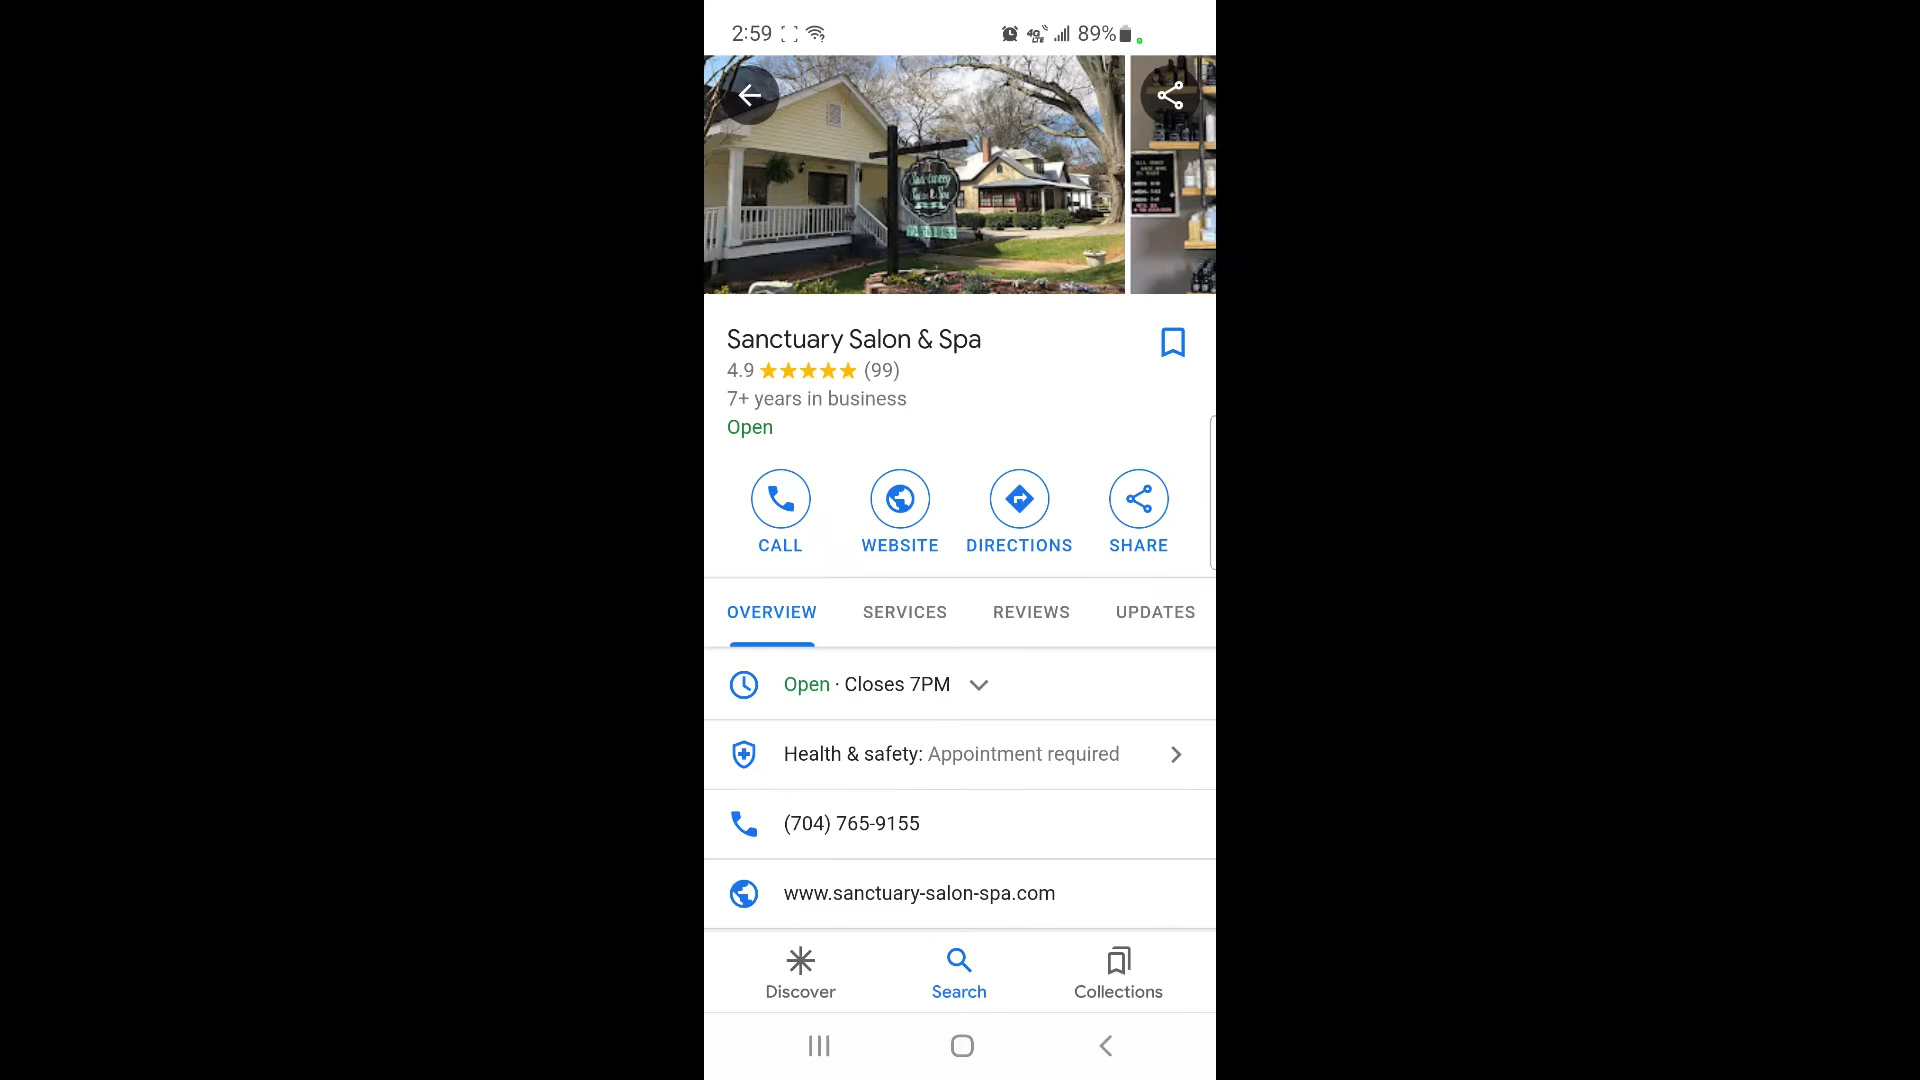 2:59
4G
LTE
89%
Sanctuary Salon & Spa
4.9 (99)
7+ years in business
Open
CALL WEBSITE DIRECTIONS SHARE
OVERVIEW SERVICES REVIEWS UPDATES
Open · Closes 7PM
Health & safety: Appointment required
(704) 765-9155
www.sanctuary-salon-spa.com
Discover Search Collections